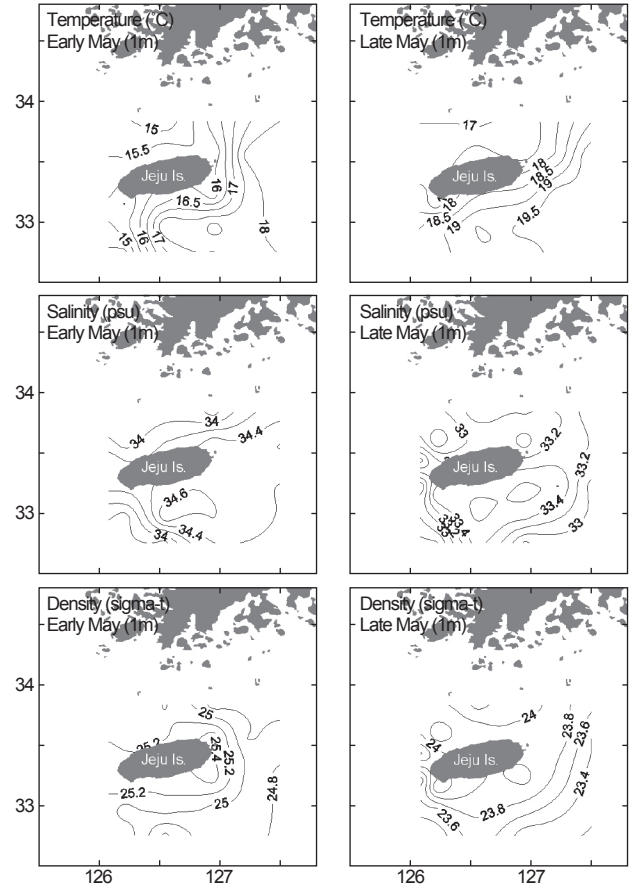 Temperature (°C)
Early May (1m)
34
33
15
15.5
Jeju Is.
16
17
16.5
15
16
17
18
Temperature (°C)
Late May (1m)
17
Jeju Is.
18
18.5
19
18
18.5
19
19.5
Salinity (psu)
Early May (1m)
34
33
34
34
34.4
Jeju Is.
34.6
34
34.4
Salinity (psu)
Late May (1m)
33
33.2
33.2
Jeju Is.
33.4
33
Density (sigma-t)
Early May (1m)
34
33
25
25.2
25.4
25.2
Jeju Is.
25.2
25
24.8
126
127
Density (sigma-t)
Late May (1m)
24
23.8
23.6
24
Jeju Is.
23.4
23.8
23.6
126
127